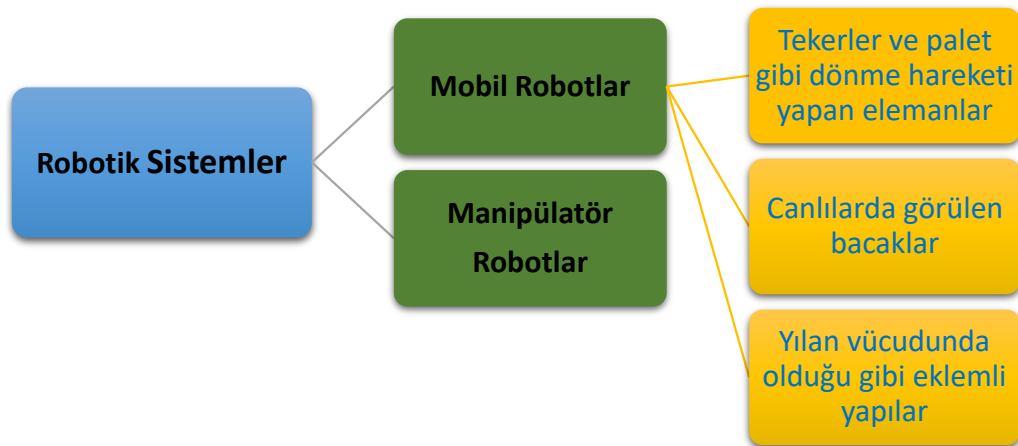 Robotik Sistemler
Mobil Robotlar
Manipülatör
Robotlar
Tekerler ve palet
gibi dönme hareketi
yapan elemanlar
Canlılarda görülen
bacaklar
Yılan vücudunda
olduğu gibi eklemli
yapılar